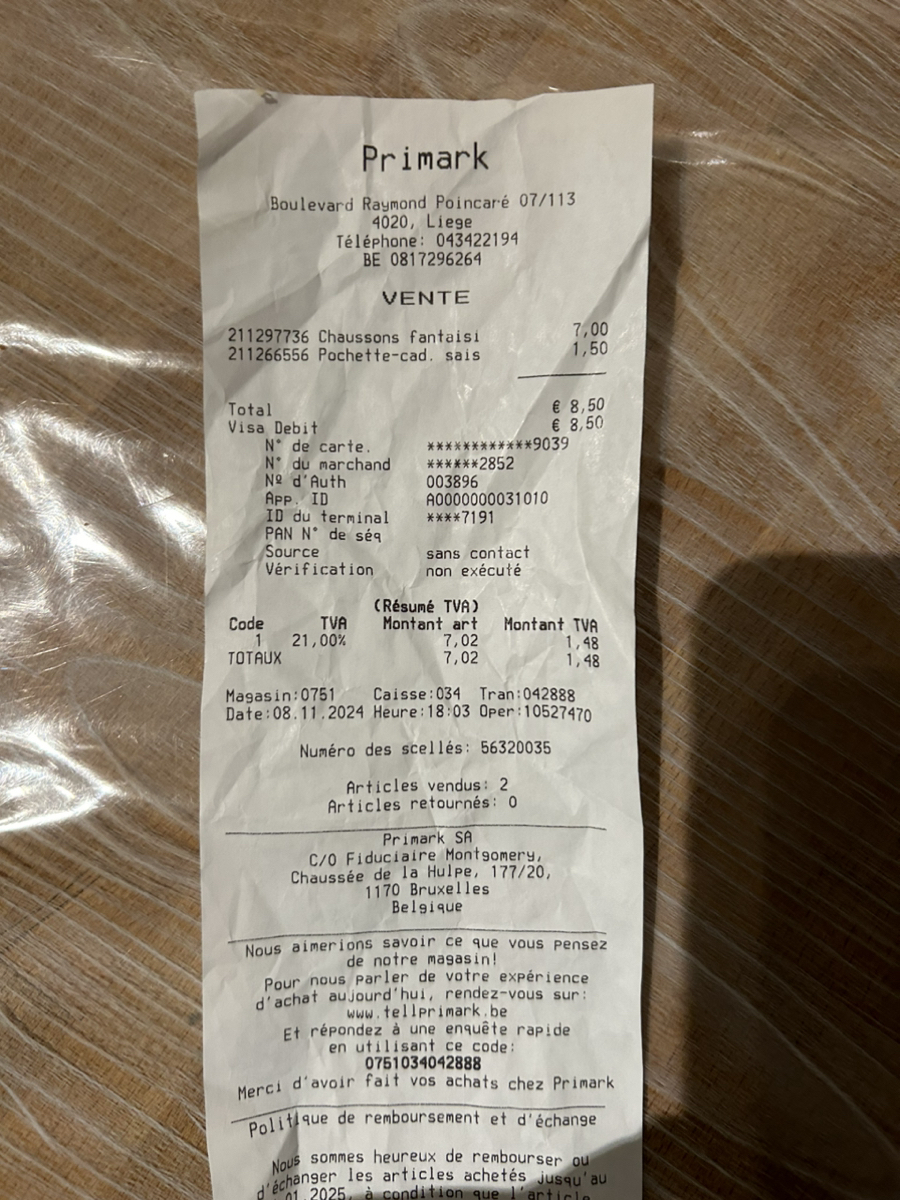 Primark
Boulevard Raymond Poincaré 07/113
4020, Liege
Téléphone: 043422194
BE 0817296264
VENTE
211297736 Chaussons fantaisi 7,00
211266556 Pochette-cad. sais 1,50
Total € 8,50
Visa Debit € 8,50
N° de carte. ************9039
N° du marchand ******2852
Nº d'Auth 003896
App. ID A0000000031010
ID du terminal ****7191
PAN N° de séq
Source sans contact
Vérification non exécuté
(Résumé TVA)
Code TVA Montant art Montant TVA
1 21,00% 7,02 1,48
TOTAUX 7,02 1,48
Magasin:0751 Caisse:034 Tran:042888
Date:08.11.2024 Heure:18:03 Oper:10527470
Numéro des scellés: 56320035
Articles vendus: 2
Articles retournés: 0
Primark SA
C/O Fiduciaire Montgomery,
Chaussée de la Hulpe, 177/20,
1170 Bruxelles
Belgique
Nous aimerions savoir ce que vous pensez
de notre magasin!
Pour nous parler de votre expérience
d'achat aujourd'hui, rendez-vous sur:
www.tellprimark.be
Et répondez à une enquête rapide
en utilisant ce code:
0751034042888
Merci d'avoir fait vos achats chez Primark
Politique de remboursement et d'échange
Nous sommes heureux de rembourser ou
d'échanger les articles achetés jusqu'au
01.2025, à condition que l'article